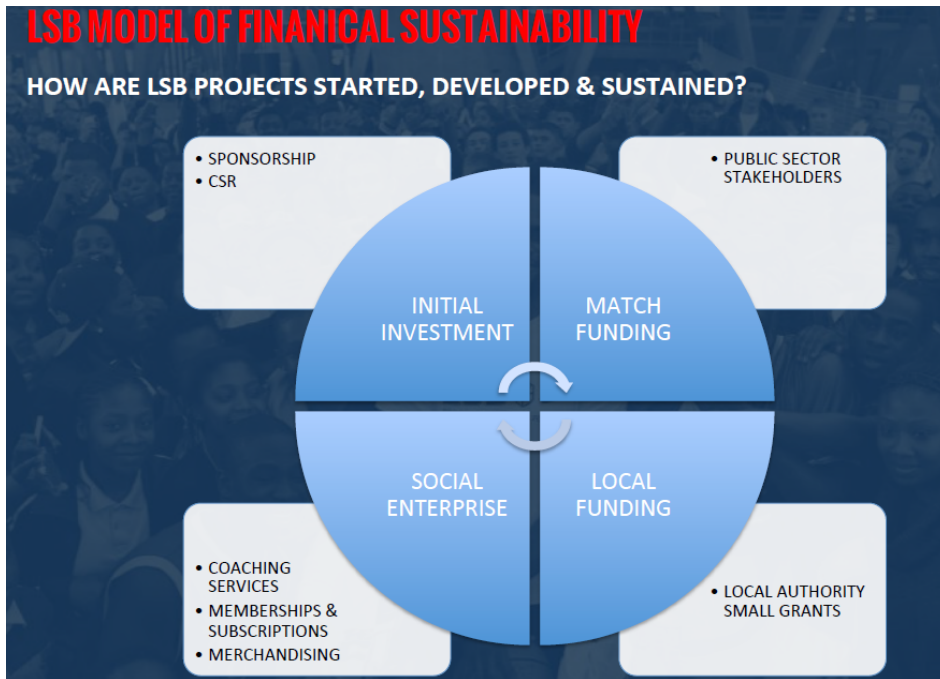 LSB MODEL OF FINANICAL SUSTAINABILITY
HOW ARE LSB PROJECTS STARTED, DEVELOPED & SUSTAINED?
• SPONSORSHIP
• CSR
• PUBLIC SECTOR
STAKEHOLDERS
INITIAL
INVESTMENT
MATCH
FUNDING
SOCIAL
ENTERPRISE
LOCAL
FUNDING
• COACHING
SERVICES
• MEMBERSHIPS &
SUBSCRIPTIONS
• MERCHANDISING
• LOCAL AUTHORITY
SMALL GRANTS